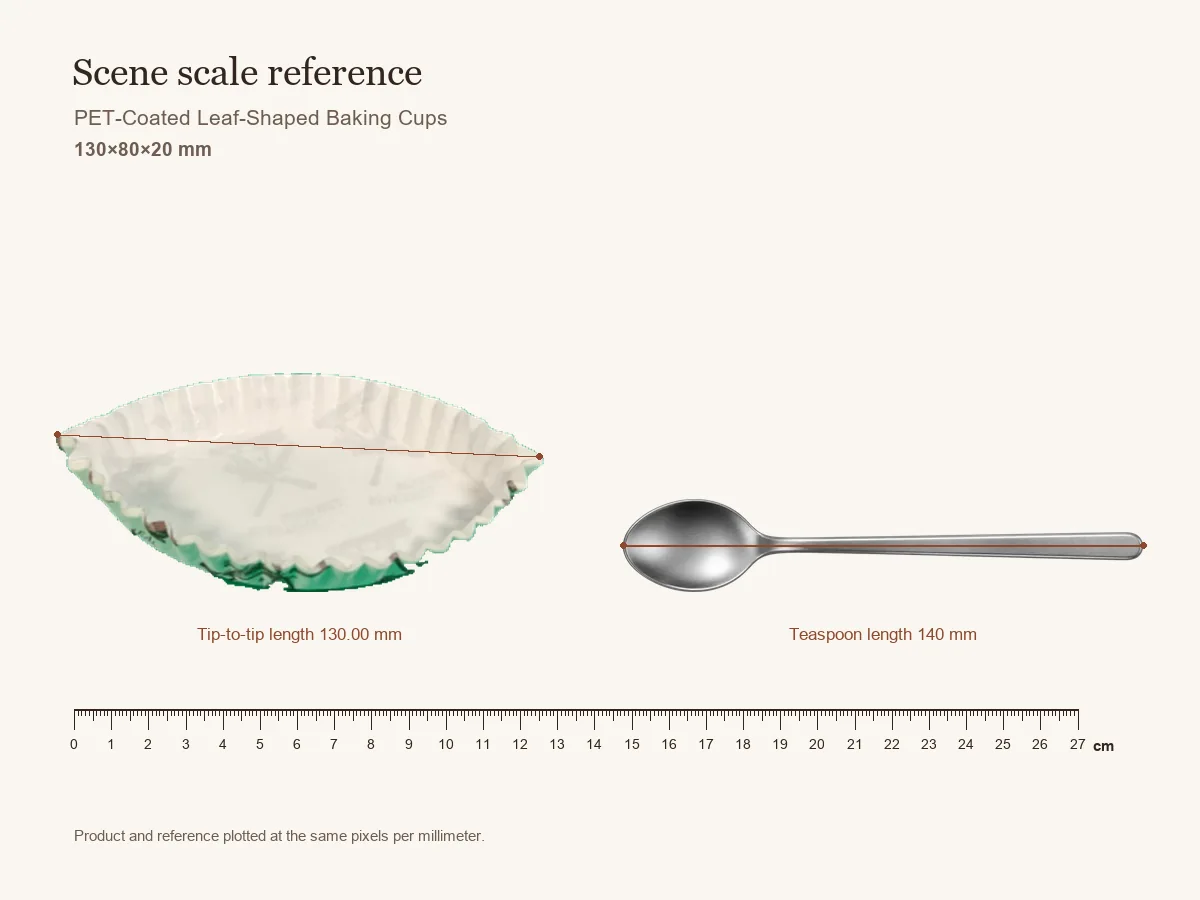 Scene scale reference
PET-Coated Leaf-Shaped Baking Cups
130×80×20 mm
Tip-to-tip length 130.00 mm
Teaspoon length 140 mm
0 1 2 3 4 5 6 7 8 9 10 11 12 13 14 15 16 17 18 19 20 21 22 23 24 25 26 27 cm
Product and reference plotted at the same pixels per millimeter.